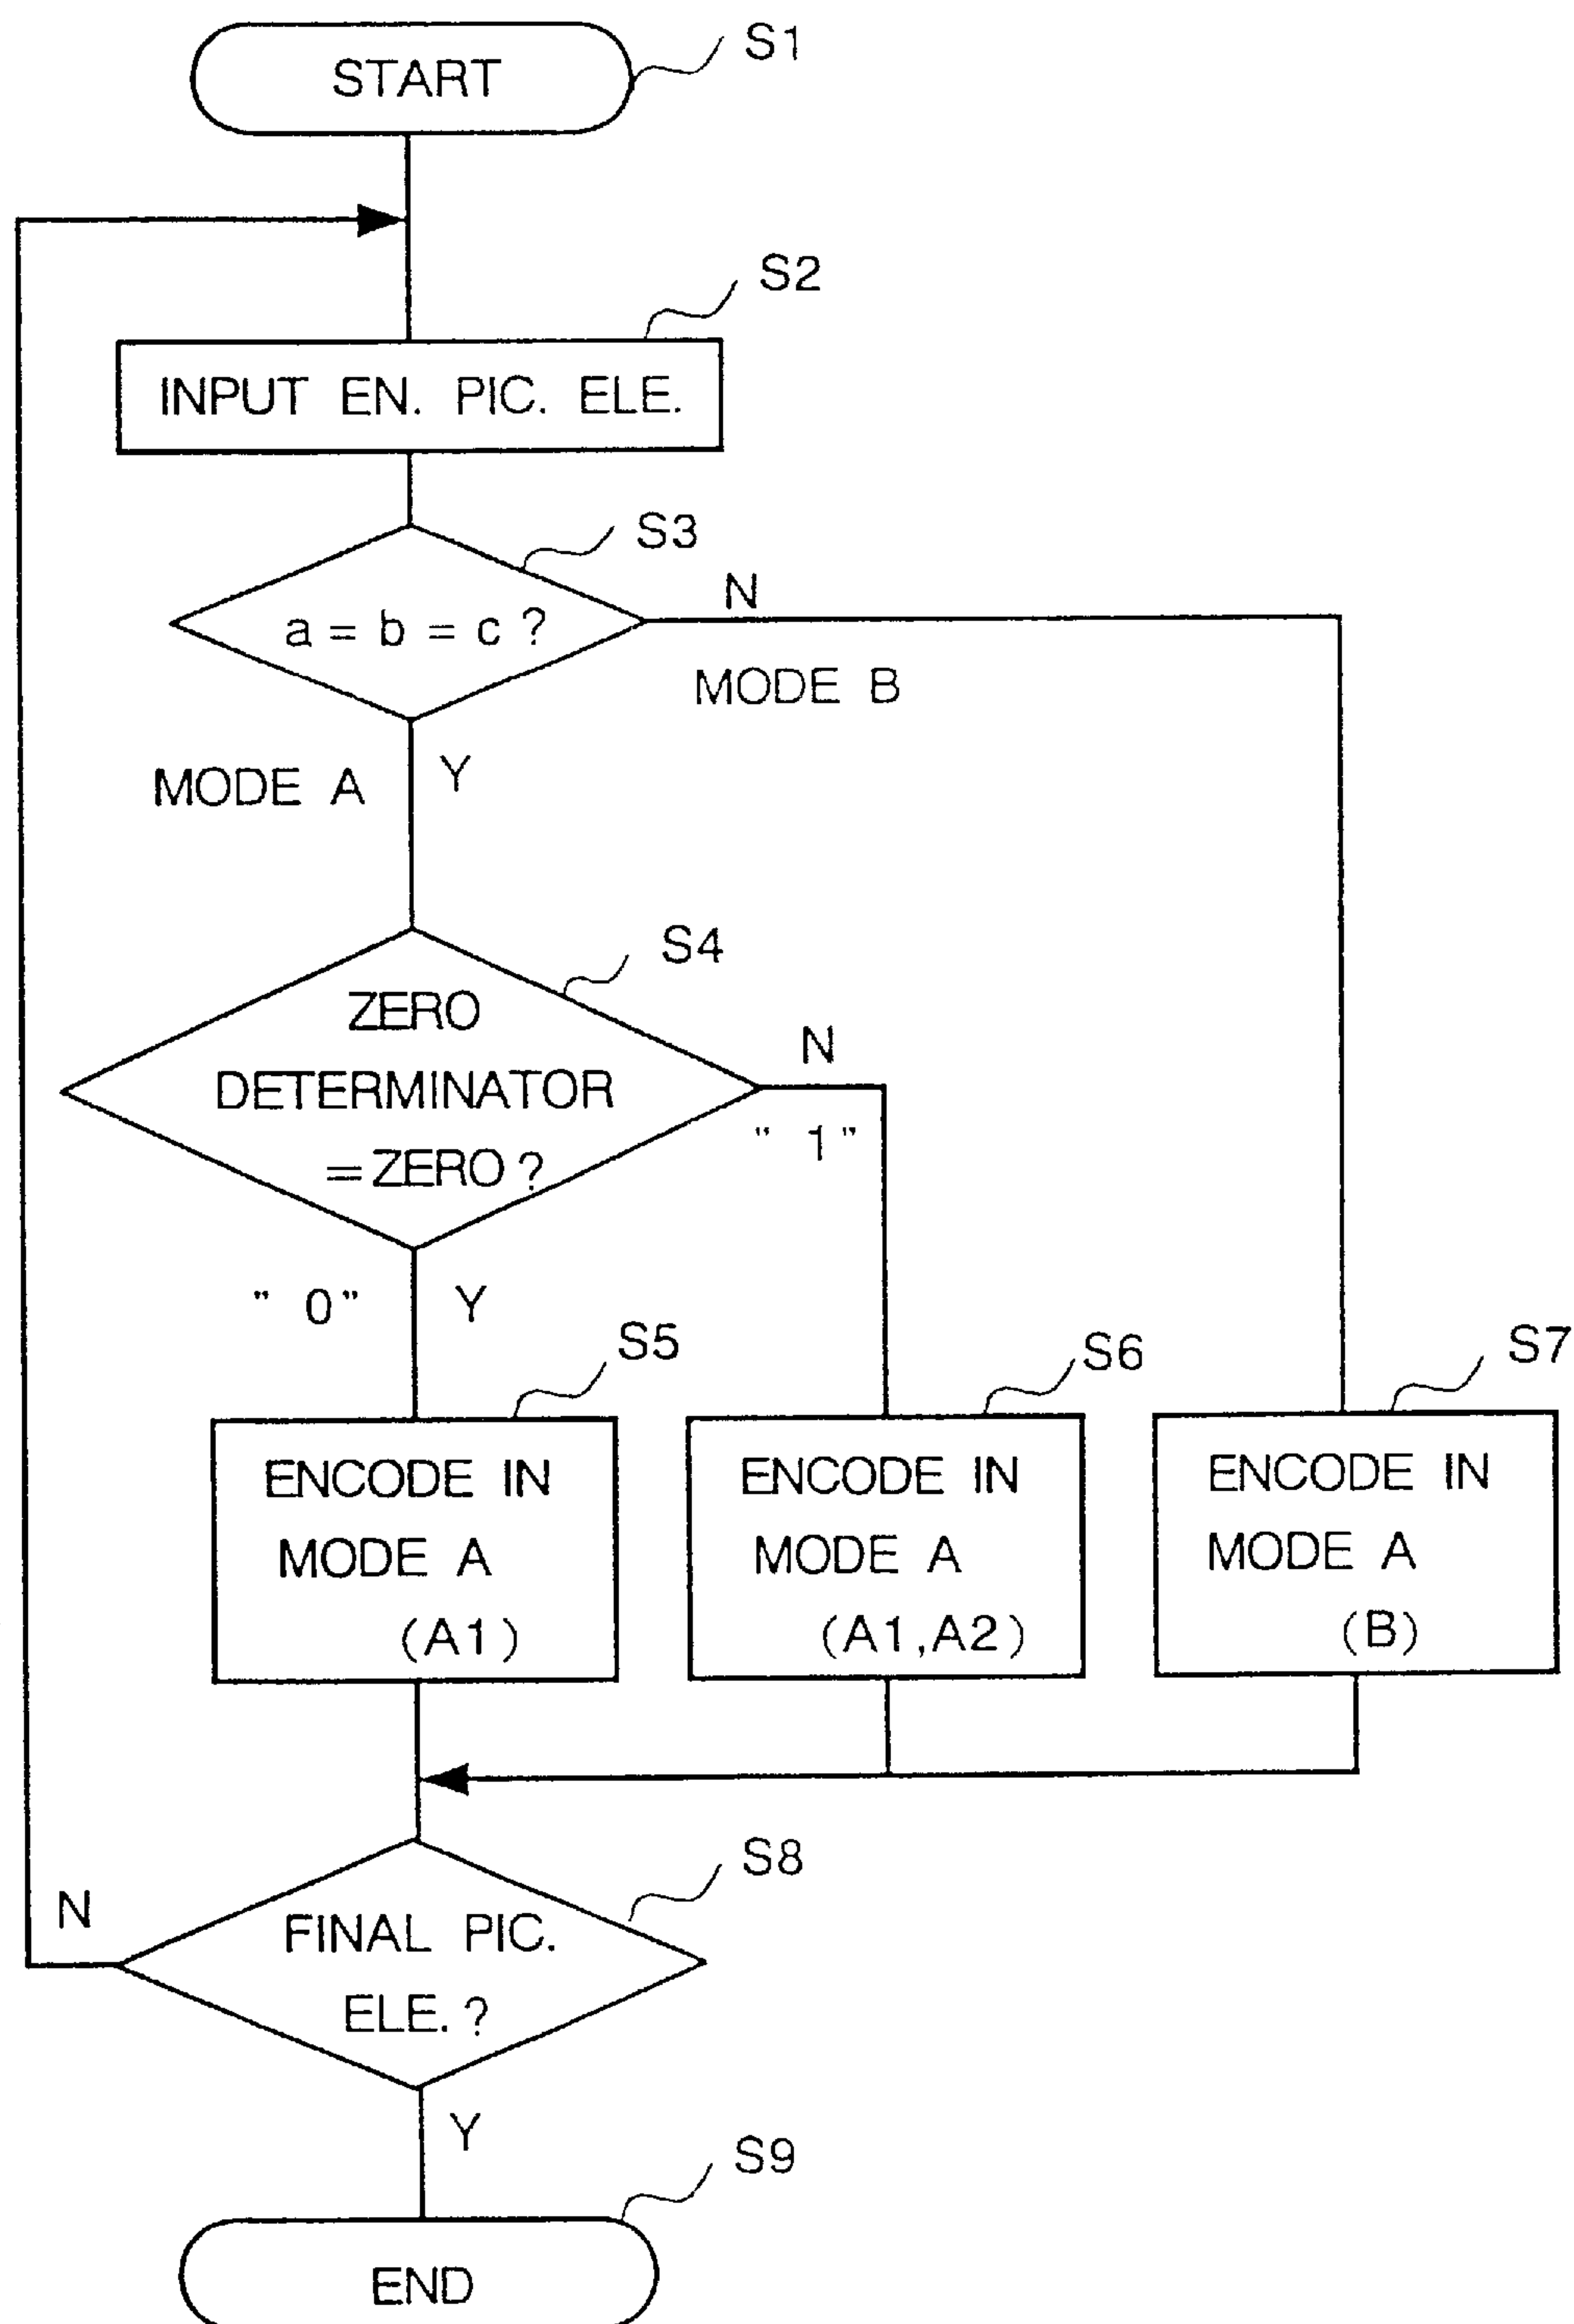 START
S1
S2
INPUT EN. PIC. ELE.
S3
a = b = c ?
N
MODE B
MODE A
Y
S4
ZERO
DETERMINATOR
=ZERO ?
N
" 1"
" 0"
Y
S5
ENCODE IN
MODE A
(A1)
S6
ENCODE IN
MODE A
(A1,A2)
S7
ENCODE IN
MODE A
(B)
S8
FINAL PIC.
ELE. ?
N
Y
S9
END